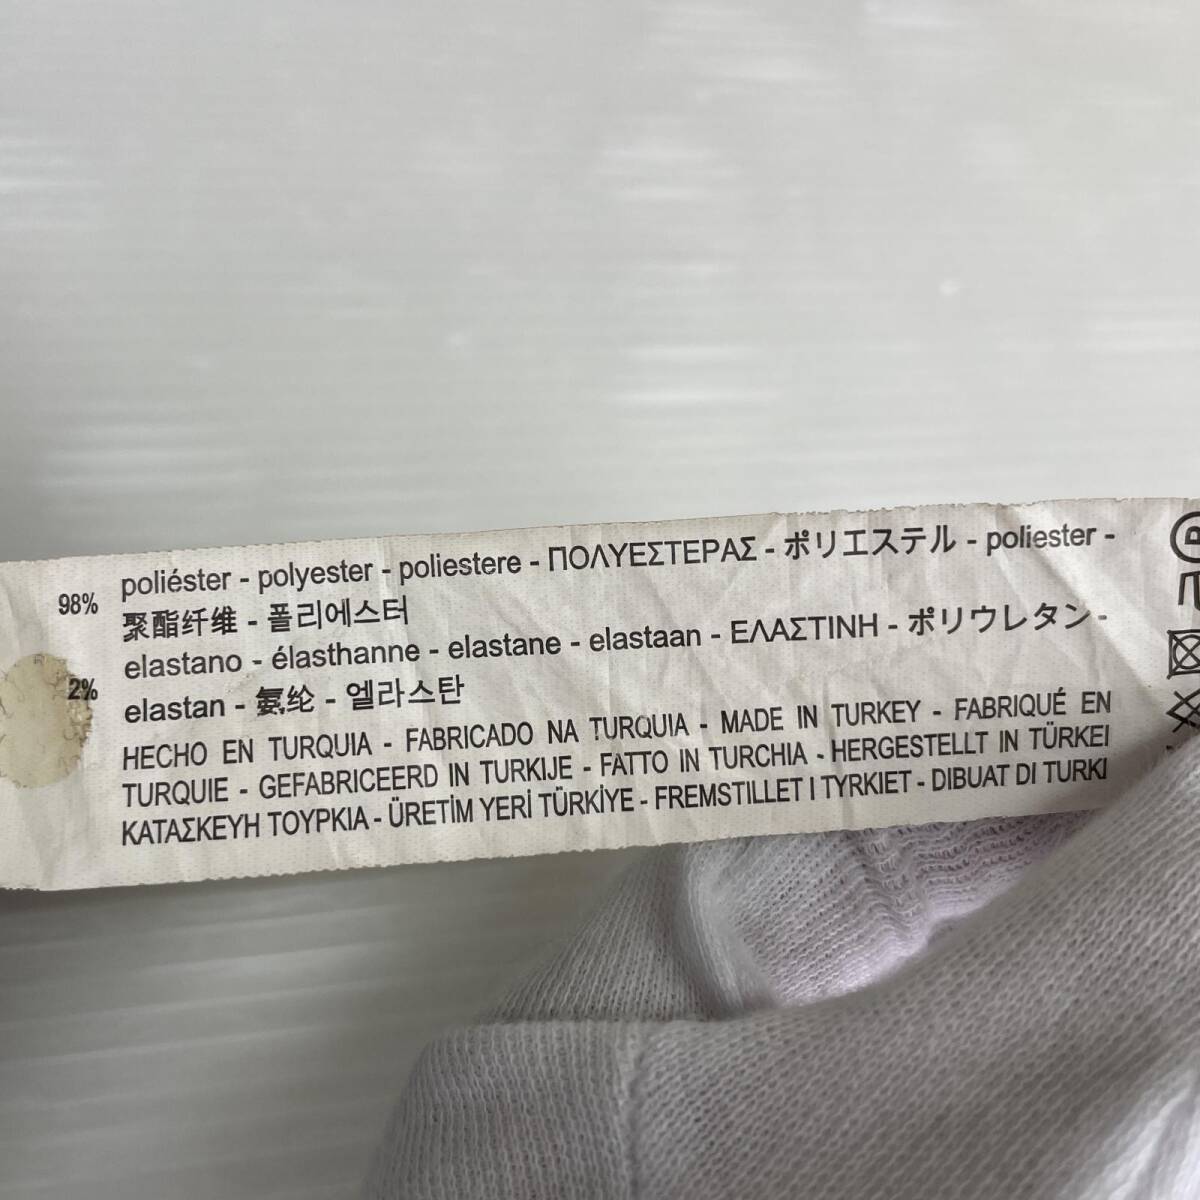 98% poliéster - polyester - poliestere - ΠΟΛΥΕΣΤΕΡΑΣ - ポリエステル - poliester -
聚酯纤维 - 폴리에스터
2% elastano - élasthanne - elastane - elastaan - ΕΛΑΣΤΙΝΗ - ポリウレタン -
elastan - 氨纶 - 엘라스탄
HECHO EN TURQUIA - FABRICADO NA TURQUIA - MADE IN TURKEY - FABRIQUÉ EN
TURQUIE - GEFABRICEERD IN TURKIJE - FATTO IN TURCHIA - HERGESTELLT IN TÜRKEI
ΚΑΤΑΣΚΕΥΗ ΤΟΥΡΚΙΑ - ÜRETİM YERİ TÜRKİYE - FREMSTILLET I TYRKIET - DIBUAT DI TURKI